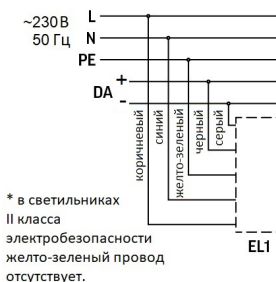 ~230 В
50 Гц
L
N
PE
DA
+
-
коричневый
синий
желто-зеленый
черный
серый
EL1
* в светильниках
II класса
электробезопасности
желто-зеленый провод
отсутствует.